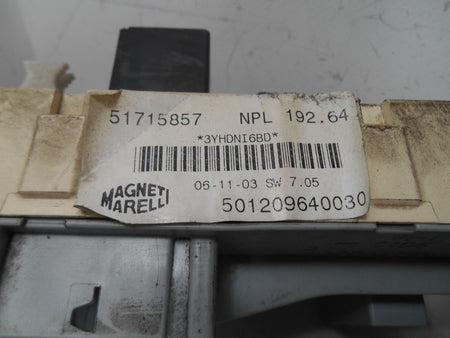 51715857 NPL 192.64
*3YHDNI6BD*
06-11-03 SW 7.05
MAGNETI
MARELLI
501209640030